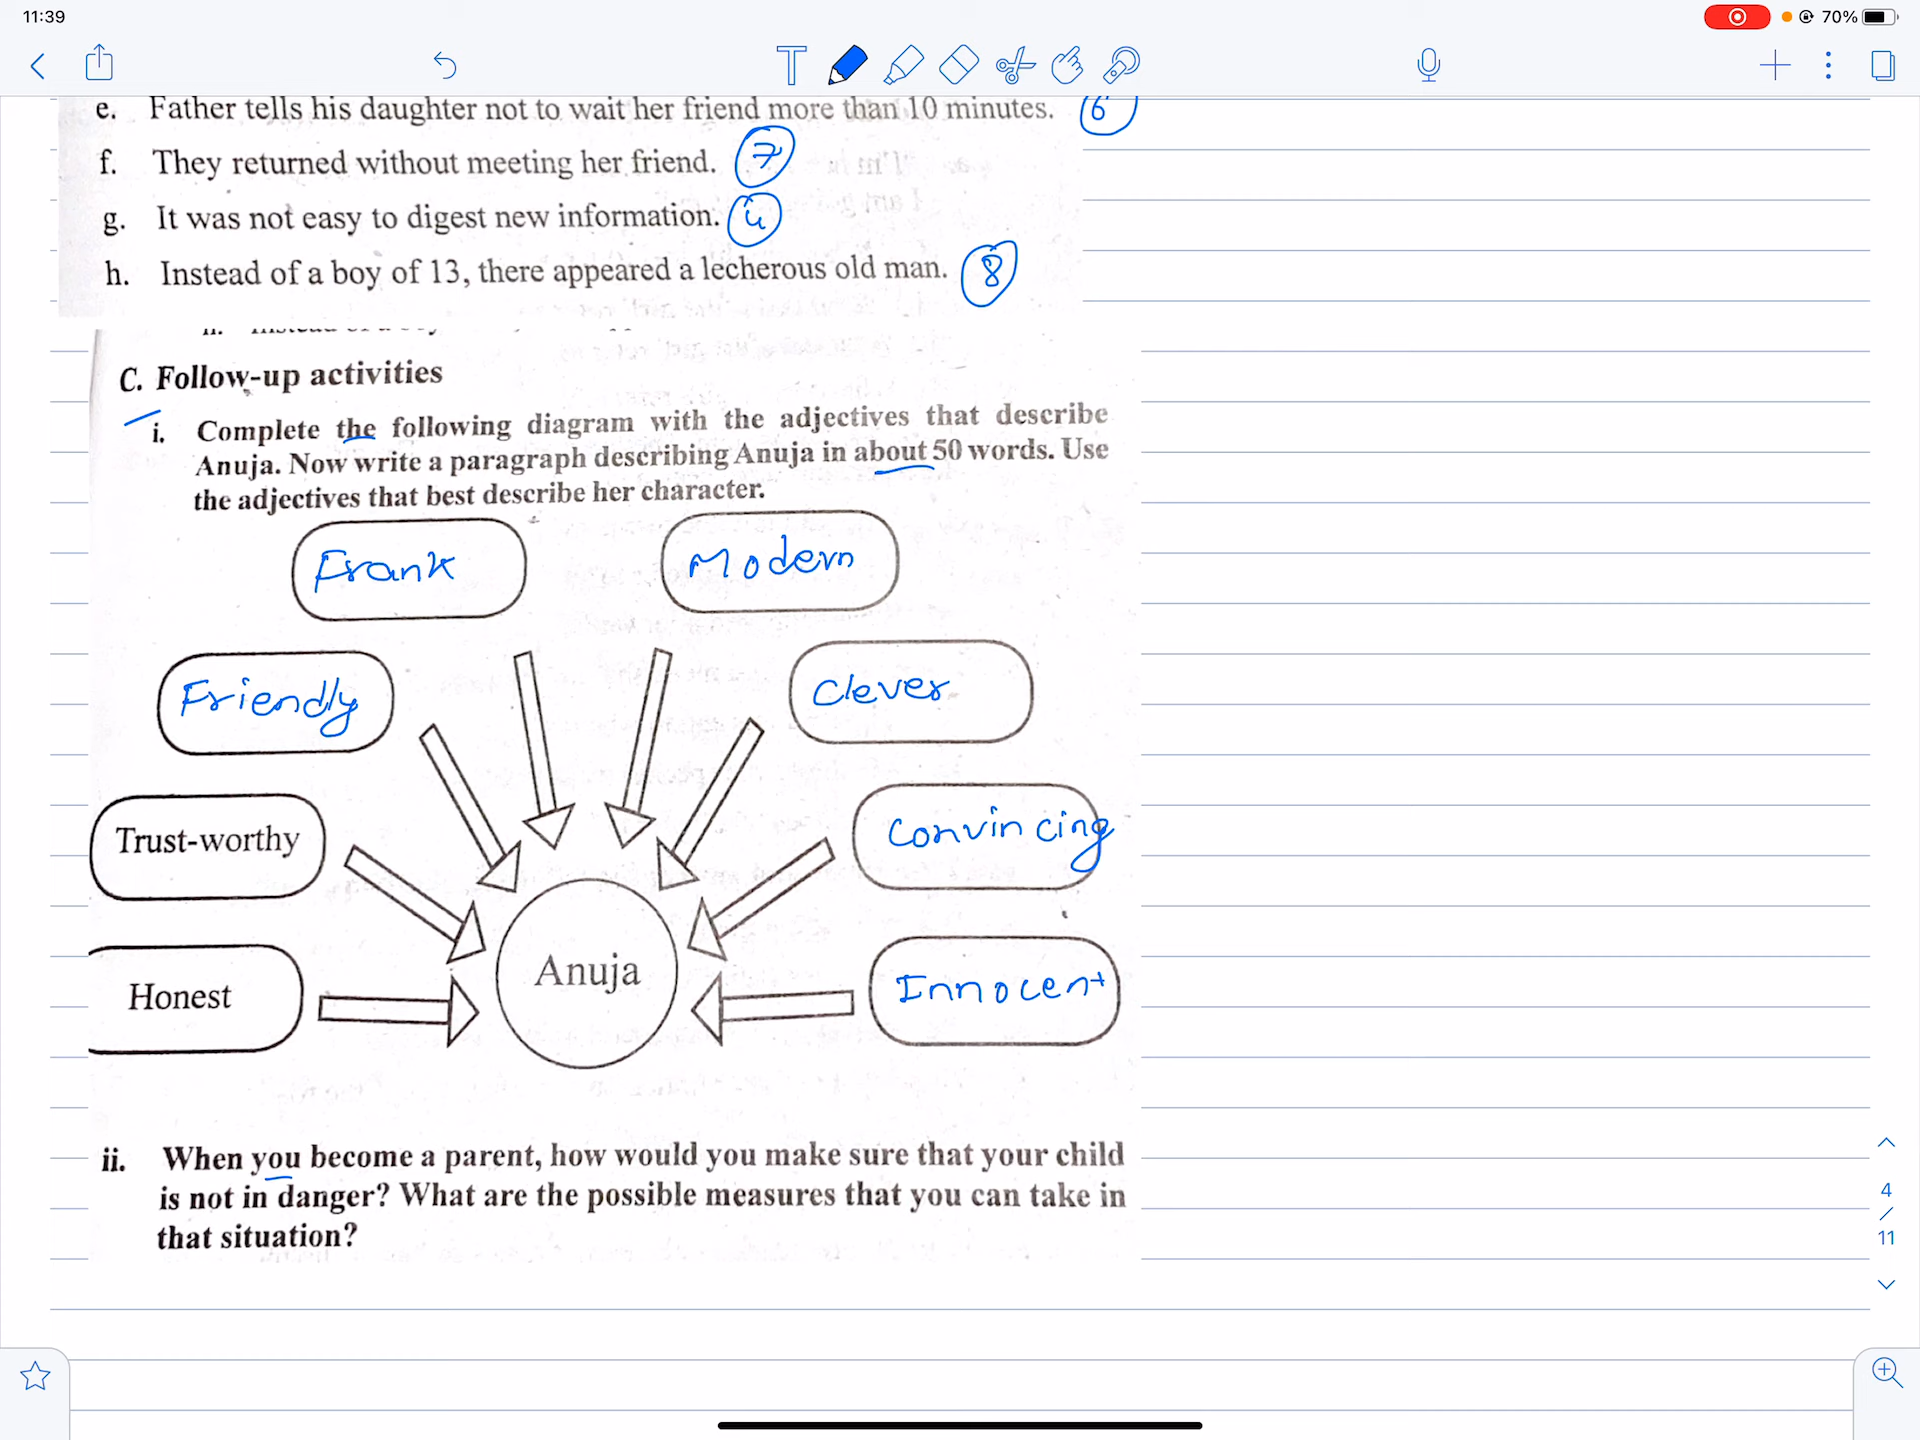 11:39
70%
e. Father tells his daughter not to wait her friend more than 10 minutes. 6
f. They returned without meeting her friend. 7
g. It was not easy to digest new information. 4
h. Instead of a boy of 13, there appeared a lecherous old man. 8
C. Follow-up activities
i. Complete the following diagram with the adjectives that describe
Anuja. Now write a paragraph describing Anuja in about 50 words. Use
the adjectives that best describe her character.
Frank
Modern
Friendly
Clever
Trust-worthy
Convincing
Anuja
Honest
Innocent
ii. When you become a parent, how would you make sure that your child
is not in danger? What are the possible measures that you can take in
that situation?
4
/
11